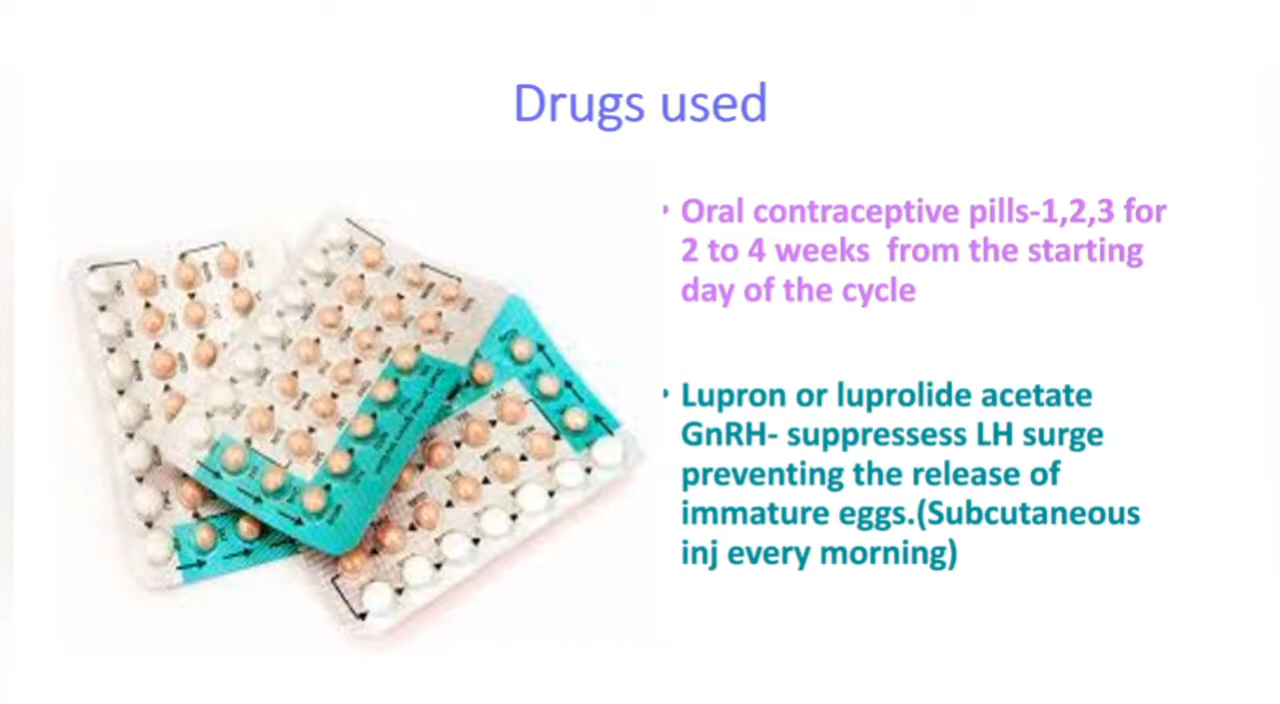 Drugs used
• Oral contraceptive pills-1,2,3 for
2 to 4 weeks from the starting
day of the cycle
• Lupron or luprolide acetate
GnRH- suppressess LH surge
preventing the release of
immature eggs.(Subcutaneous
inj every morning)